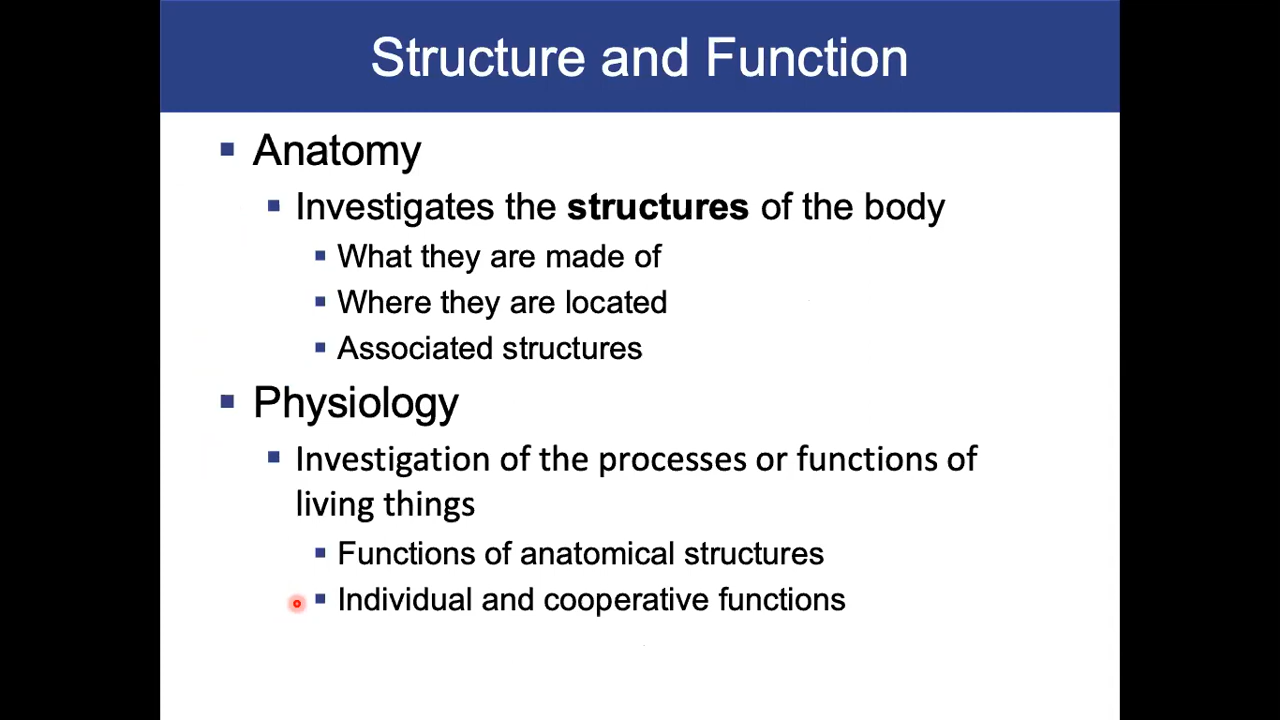 Structure and Function
Anatomy
Investigates the structures of the body
What they are made of
Where they are located
Associated structures
Physiology
Investigation of the processes or functions of
living things
Functions of anatomical structures
Individual and cooperative functions